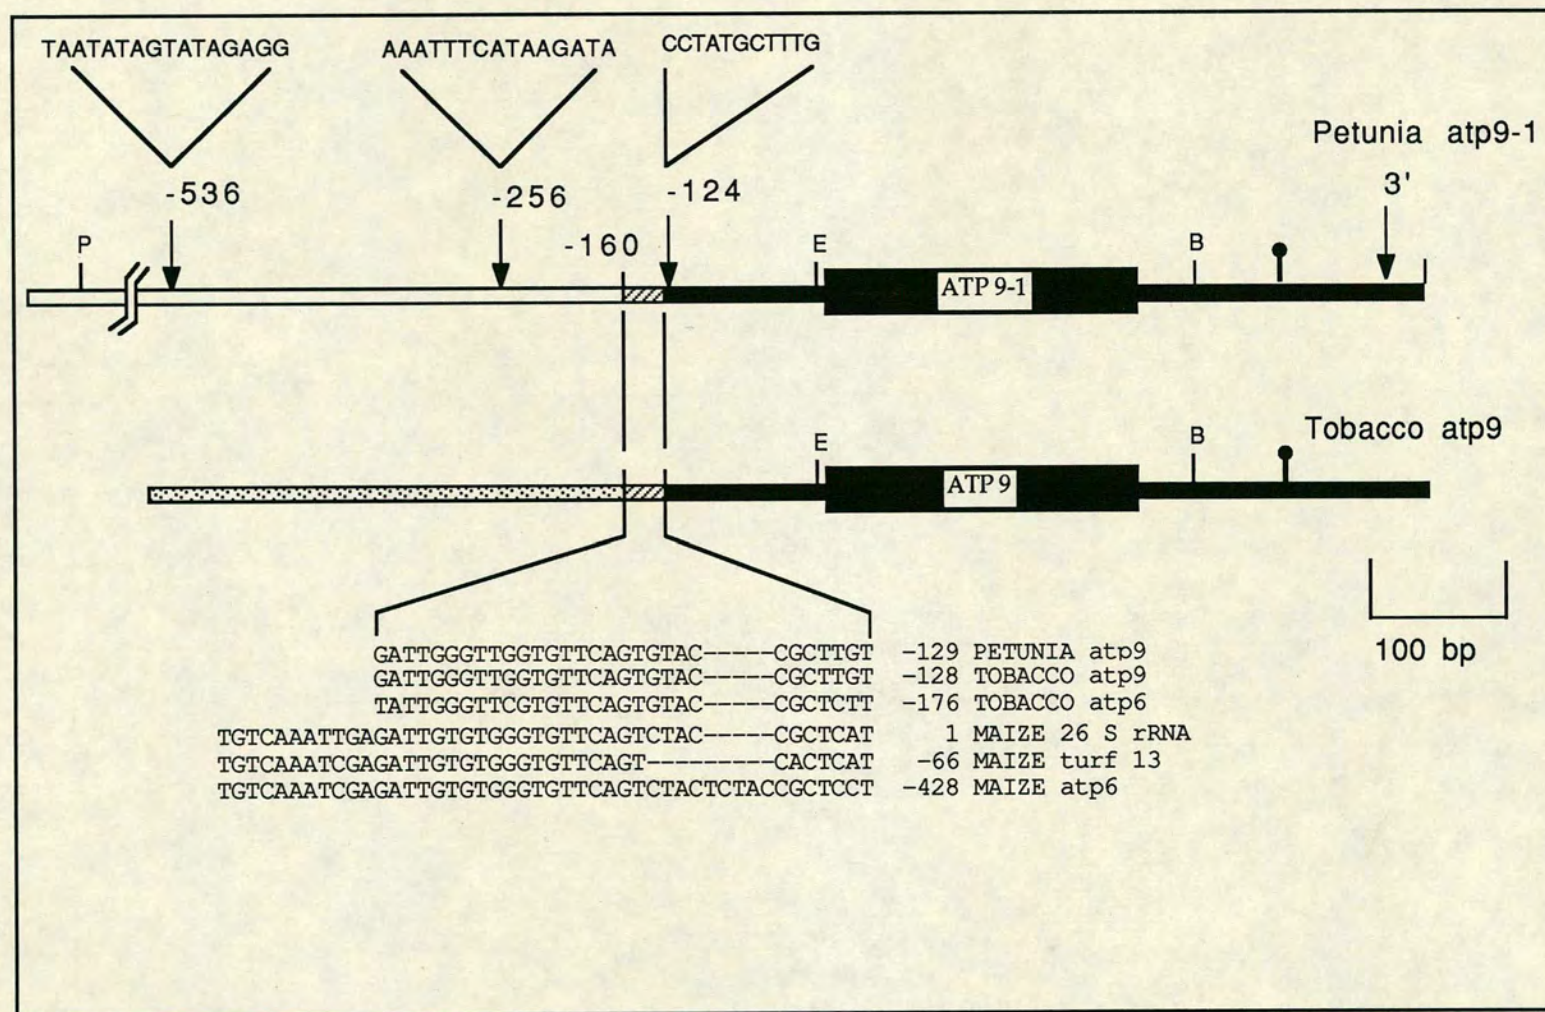 TAATATAGTATAGAGG AAATTTCATAAGATA CCTATGCTTTG
Petunia atp9-1
-536 -256 -124 3'
P -160 E B
ATP 9-1
Tobacco atp9
E B
ATP 9
100 bp
GATTGGGTTGGTGTTCAGTGTAC-----CGCTTGT -129 PETUNIA atp9
GATTGGGTTGGTGTTCAGTGTAC-----CGCTTGT -128 TOBACCO atp9
TATTGGGTTCGTGTTCAGTGTAC-----CGCTCTT -176 TOBACCO atp6
TGTCAAATTGAGATTGTGTGGGTGTTCAGTCTAC-----CGCTCAT 1 MAIZE 26 S rRNA
TGTCAAATCGAGATTGTGTGGGTGTTCAGT---------CACTCAT -66 MAIZE turf 13
TGTCAAATCGAGATTGTGTGGGTGTTCAGTCTACTCTACCGCTCCT -428 MAIZE atp6